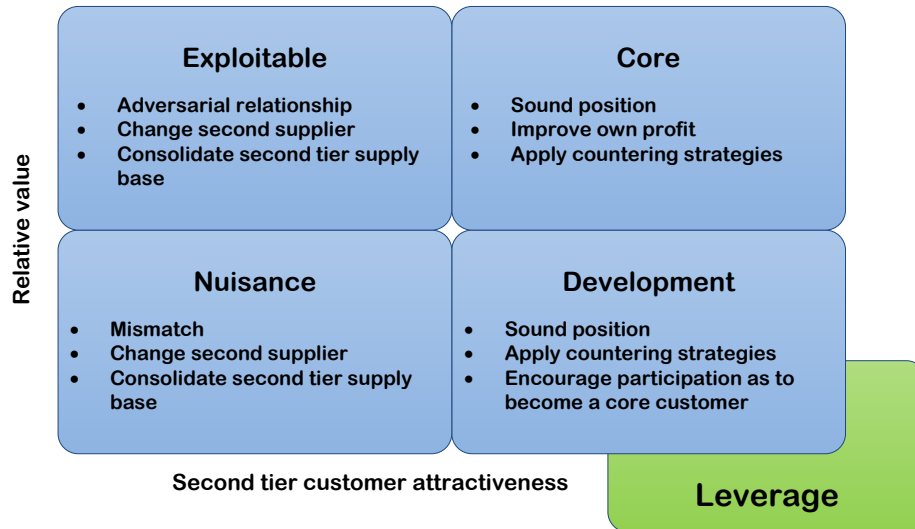 Exploitable
• Adversarial relationship
• Change second supplier
• Consolidate second tier supply
base
Core
• Sound position
• Improve own profit
• Apply countering strategies
Relative value
Nuisance
• Mismatch
• Change second supplier
• Consolidate second tier supply
base
Development
• Sound position
• Apply countering strategies
• Encourage participation as to
become a core customer
Second tier customer attractiveness
Leverage